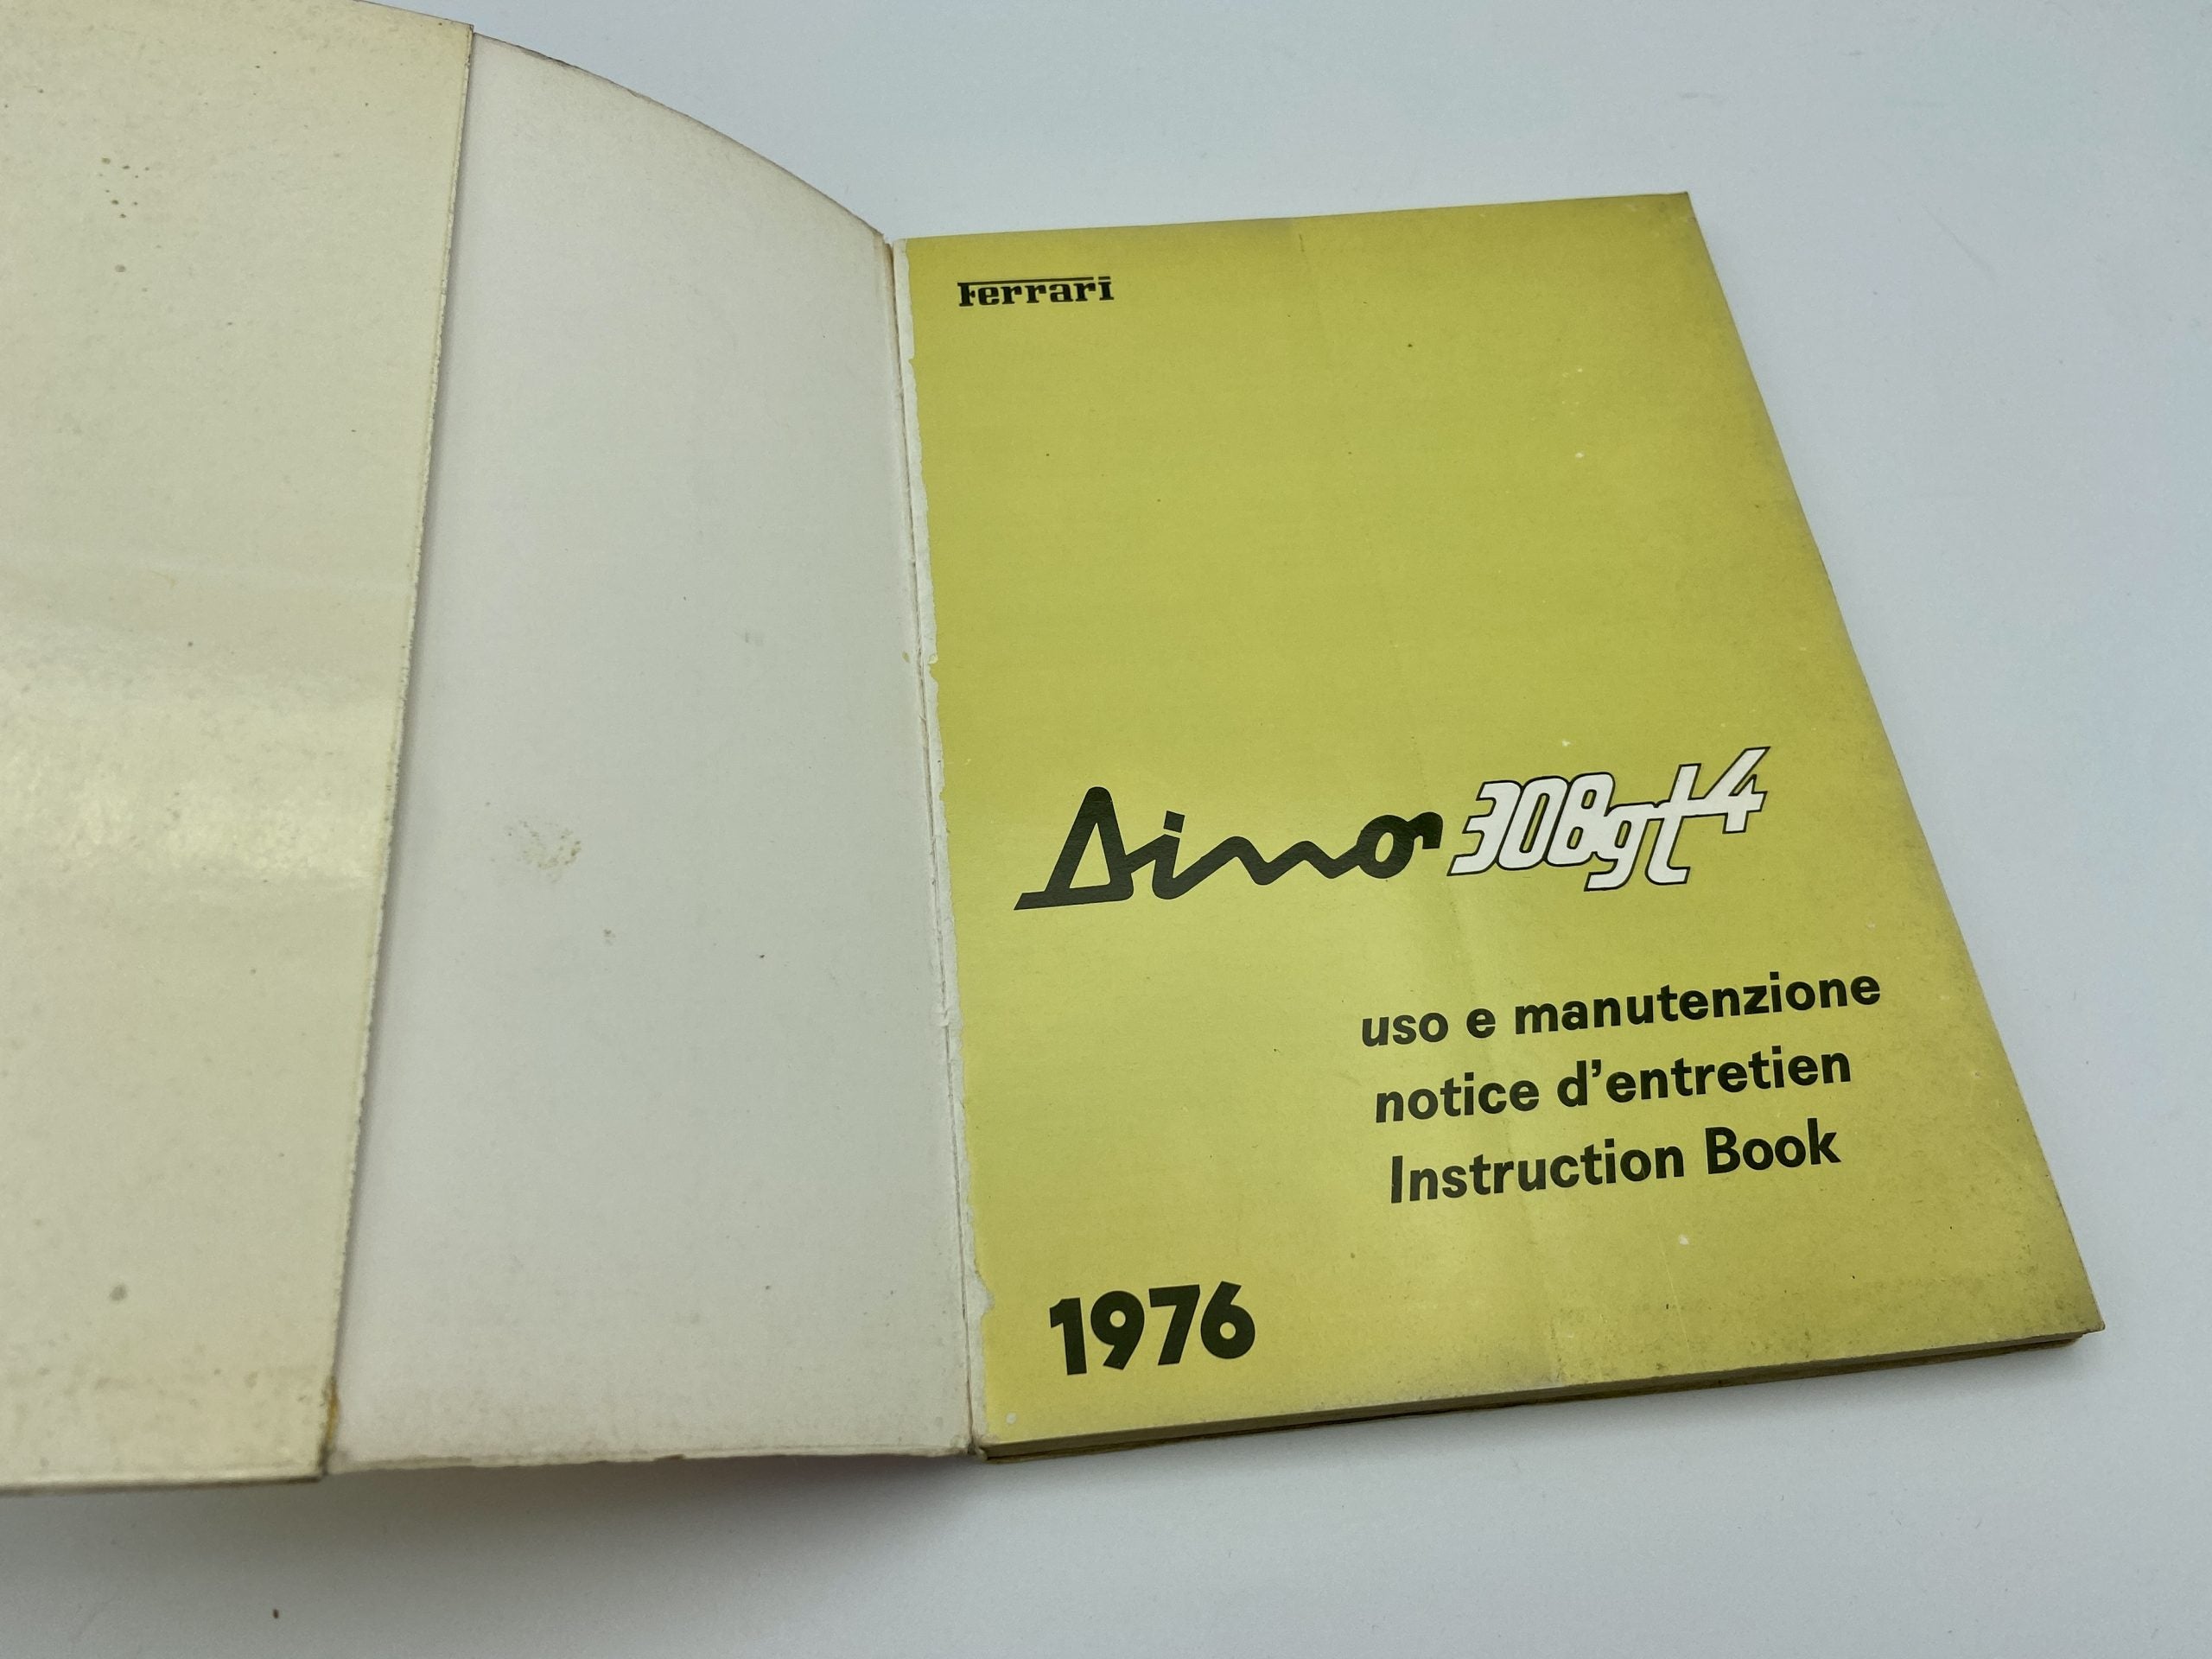 Ferrari
Dino 308gt4
uso e manutenzione
notice d'entretien
Instruction Book
1976